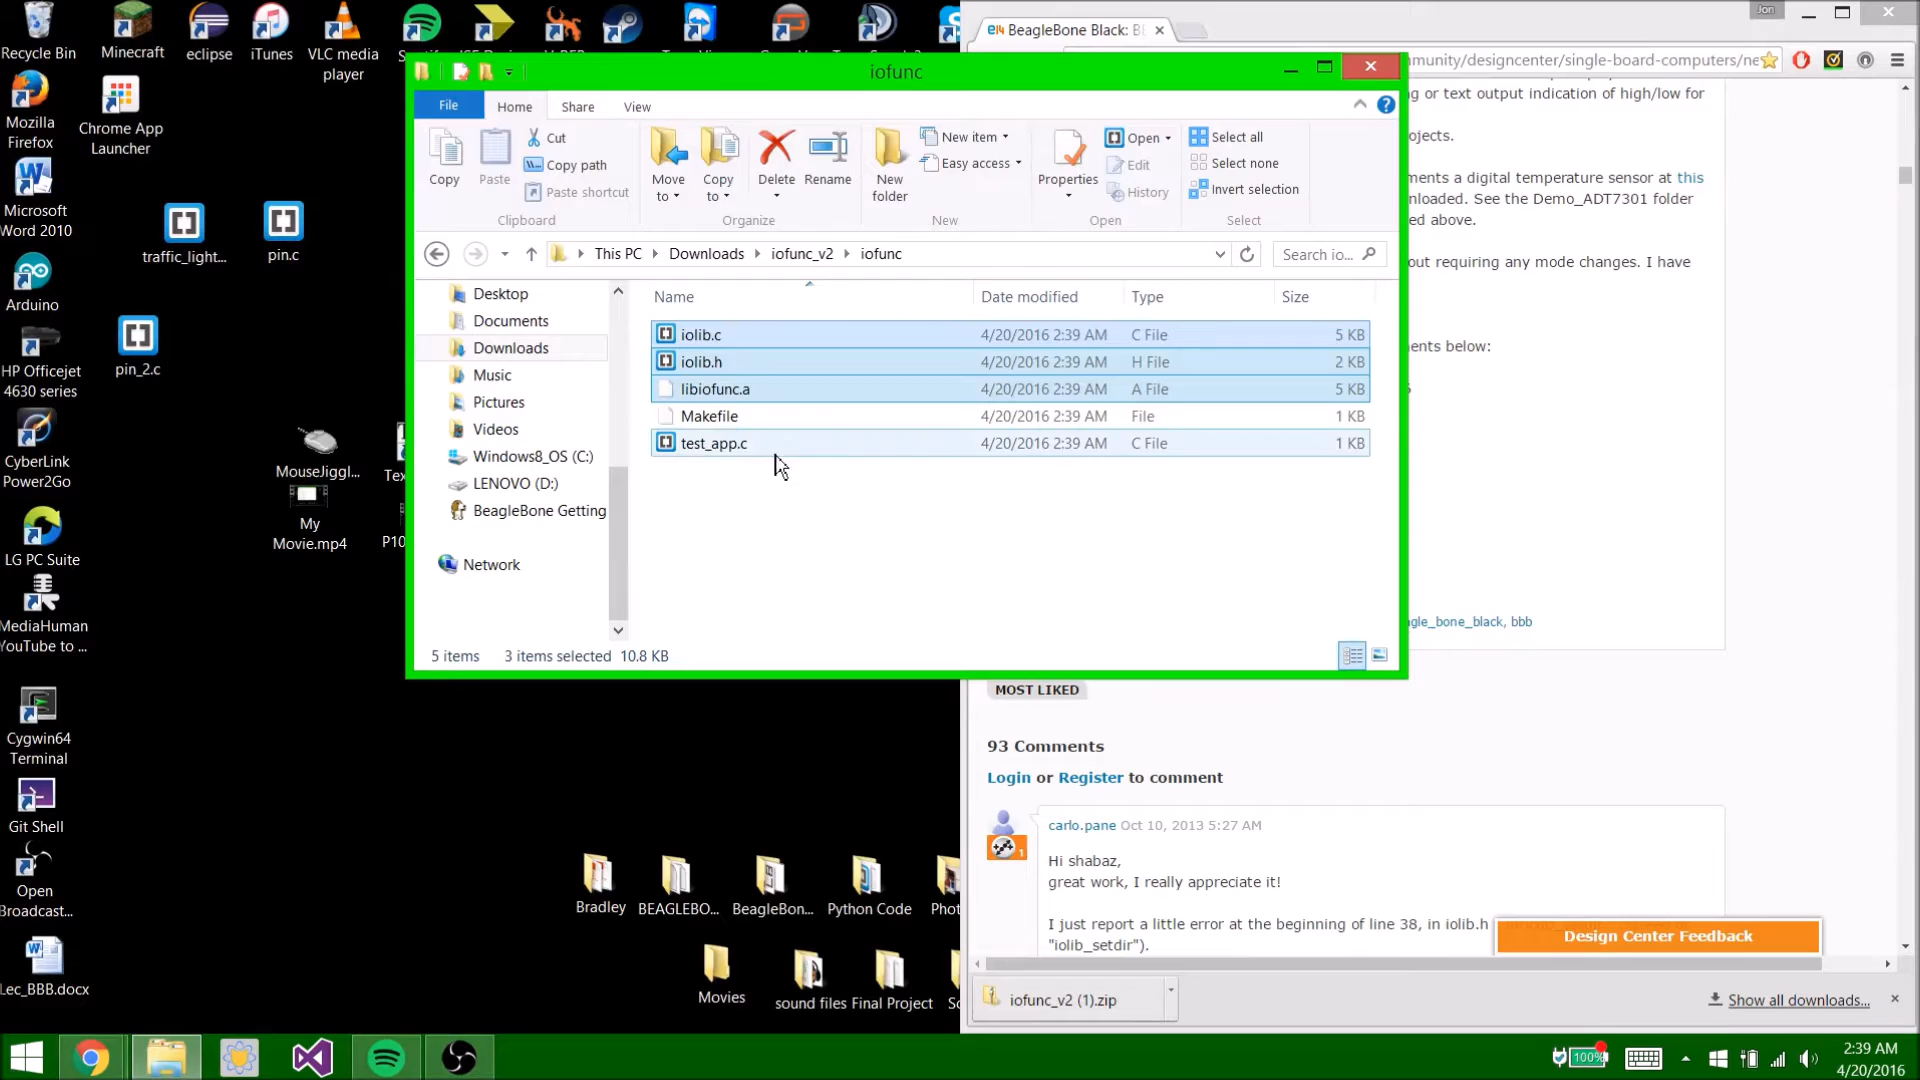 Recycle Bin
Minecraft
eclipse
iTunes
VLC media
player
Mozilla
Firefox
Chrome App
Launcher
Microsoft
Word 2010
traffic_light...
pin.c
Arduino
pin_2.c
HP Officejet
4630 series
CyberLink
Power2Go
MouseJiggl...
My
Movie.mp4
LG PC Suite
MediaHuman
YouTube to ...
Cygwin64
Terminal
Git Shell
Open
Broadcast...
Lec_BBB.docx
Bradley
BEAGLEBO...
BeagleBon...
Python Code
Movies
sound files
Final Project
iofunc
File
Home
Share
View
Copy
Paste
Cut
Copy path
Paste shortcut
Clipboard
Move
to
Copy
to
Delete
Rename
Organize
New
folder
New item
Easy access
New
Properties
Open
Edit
History
Open
Select all
Select none
Invert selection
Select
This PC
Downloads
iofunc_v2
iofunc
Search io...
Desktop
Documents
Downloads
Music
Pictures
Videos
Windows8_OS (C:)
LENOVO (D:)
BeagleBone Getting
Network
Name Date modified Type Size
iolib.c 4/20/2016 2:39 AM C File 5 KB
iolib.h 4/20/2016 2:39 AM H File 2 KB
libiofunc.a 4/20/2016 2:39 AM A File 5 KB
Makefile 4/20/2016 2:39 AM File 1 KB
test_app.c 4/20/2016 2:39 AM C File 1 KB
5 items 3 items selected 10.8 KB
Jon
BeagleBone Black: BE
mmunity/designcenter/single-board-computers/ne
g or text output indication of high/low for
ojects.
ments a digital temperature sensor at this
wnloaded. See the Demo_ADT7301 folder
ed above.
out requiring any mode changes. I have
ments below:
gle_bone_black, bbb
MOST LIKED
93 Comments
Login or Register to comment
carlo.pane Oct 10, 2013 5:27 AM
Hi shabaz,
great work, I really appreciate it!
I just report a little error at the beginning of line 38, in iolib.h
"iolib_setdir").
Design Center Feedback
iofunc_v2 (1).zip
Show all downloads...
100%
2:39 AM
4/20/2016